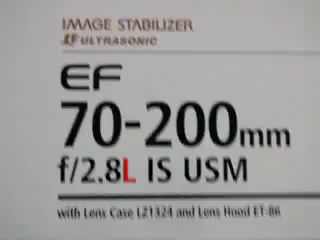 IMAGE STABILIZER
EF ULTRASONIC
EF
70-200mm
f/2.8L IS USM
with Lens Case LZ1324 and Lens Hood ET-86